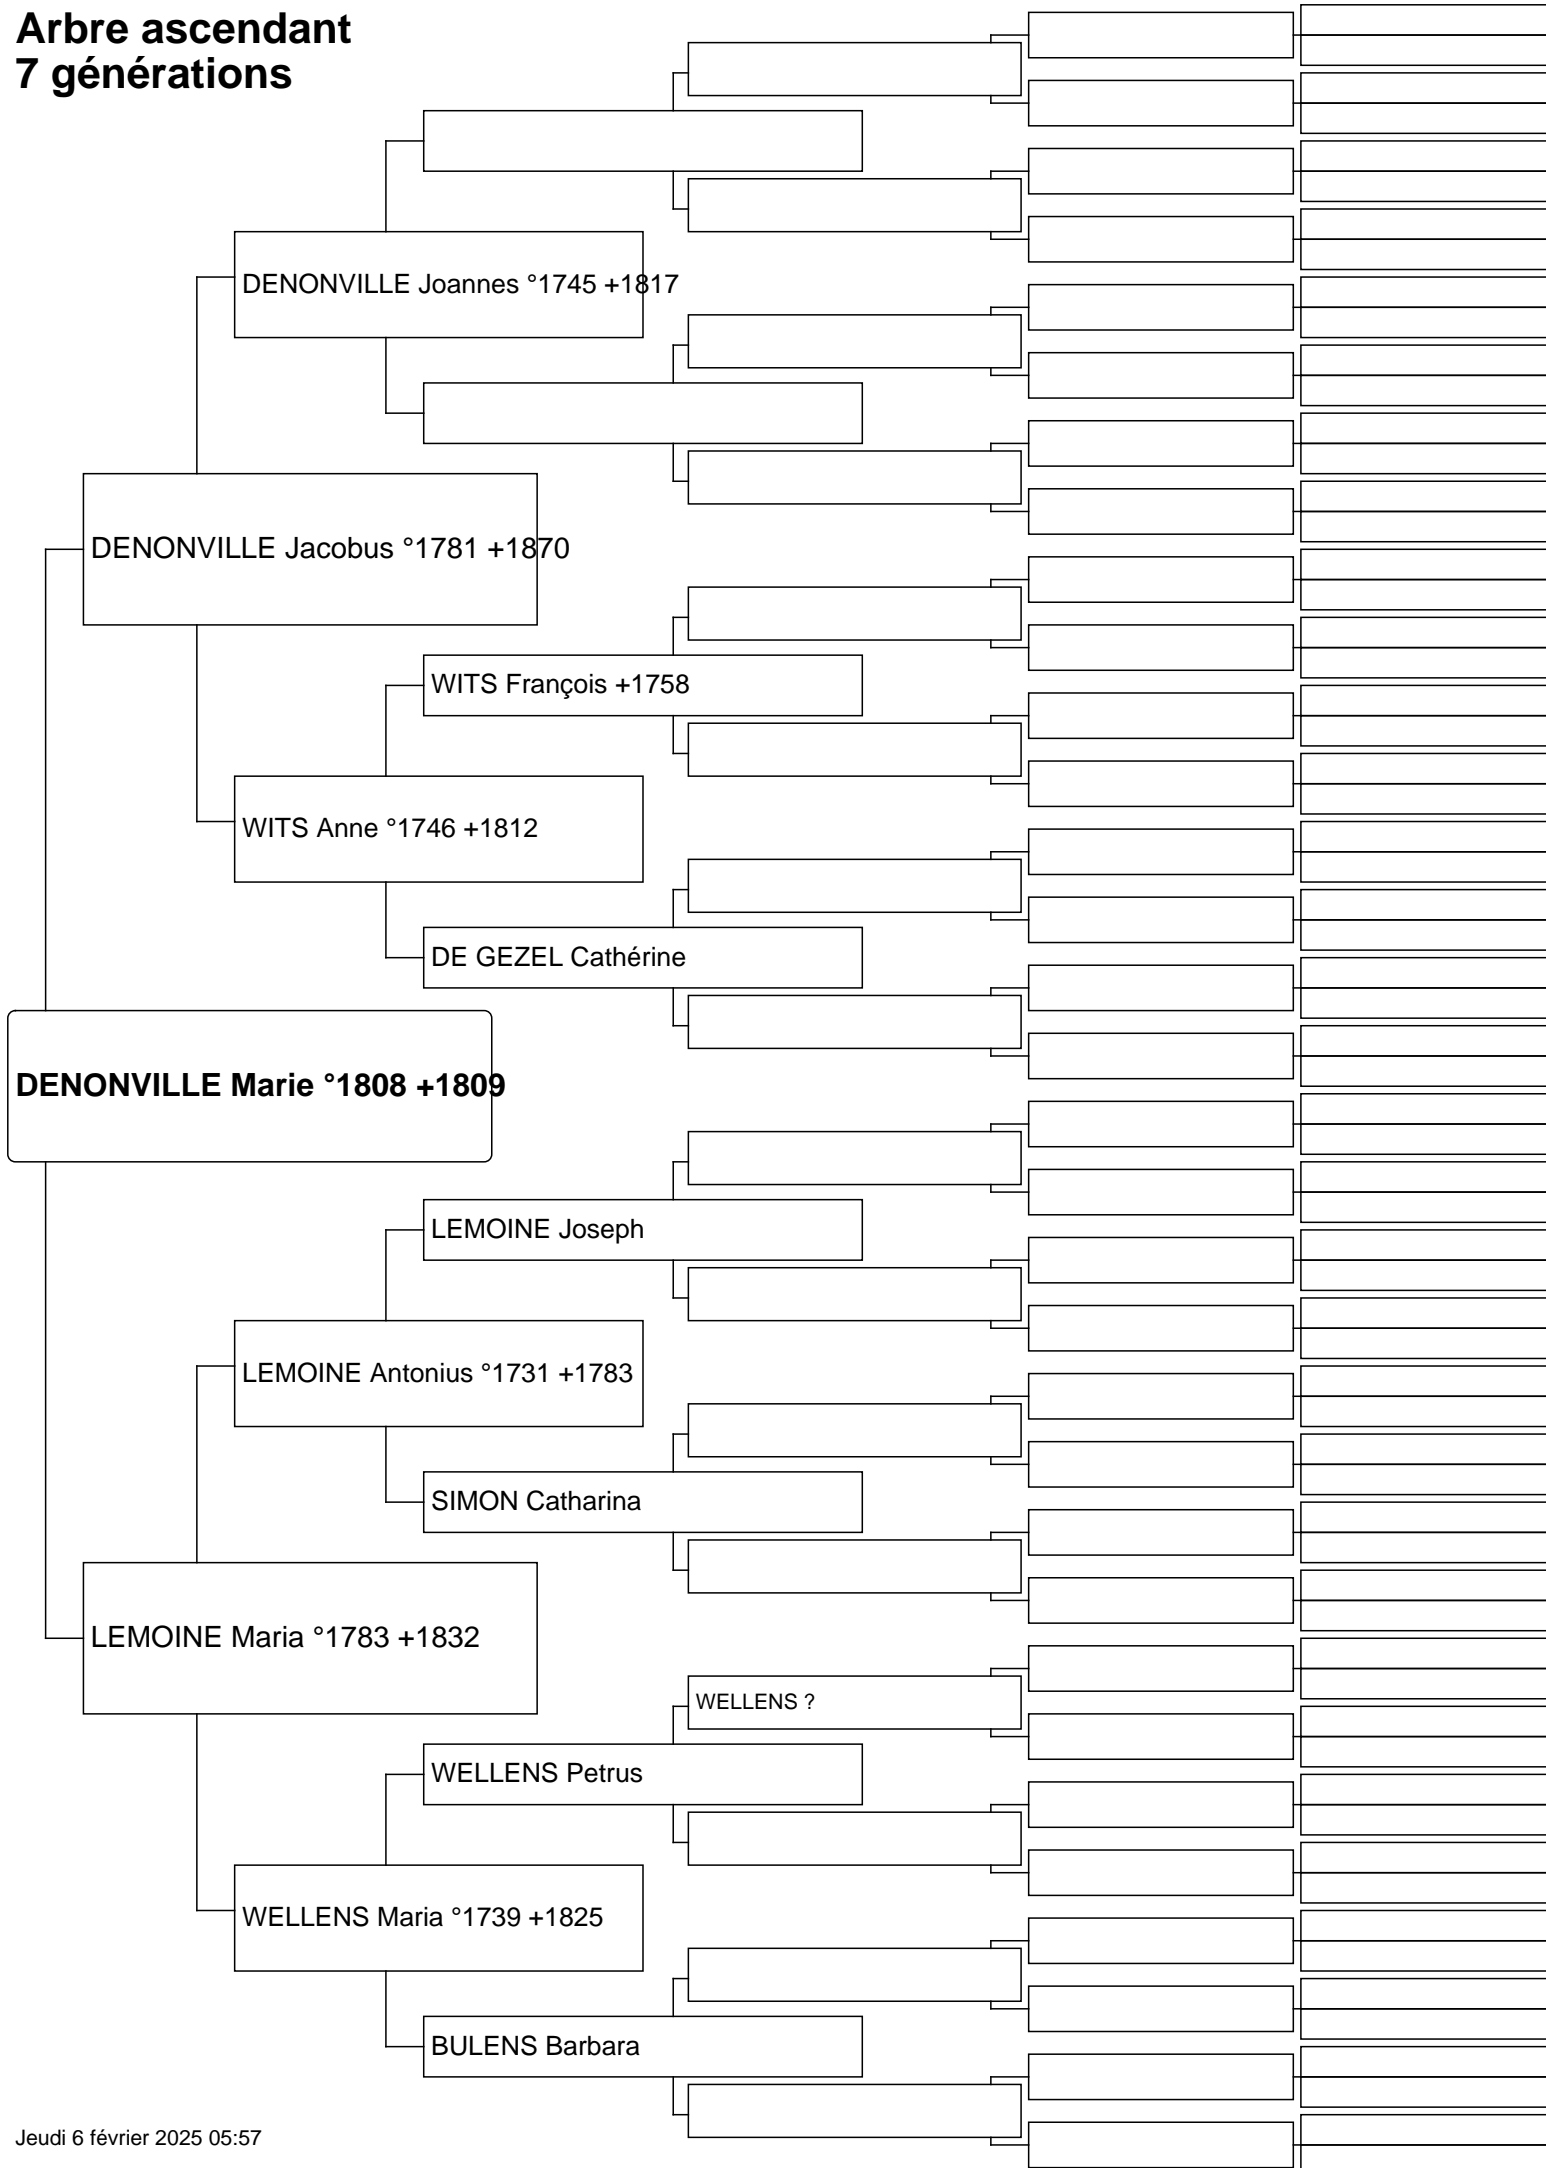 Arbre ascendant
7 générations
DENONVILLE Joannes °1745 +1817
DENONVILLE Jacobus °1781 +1870
WITS François +1758
WITS Anne °1746 +1812
DE GEZEL Cathérine
DENONVILLE Marie °1808 +1809
LEMOINE Joseph
LEMOINE Antonius °1731 +1783
SIMON Catharina
LEMOINE Maria °1783 +1832
WELLENS ?
WELLENS Petrus
WELLENS Maria °1739 +1825
BULENS Barbara
Jeudi 6 février 2025 05:57